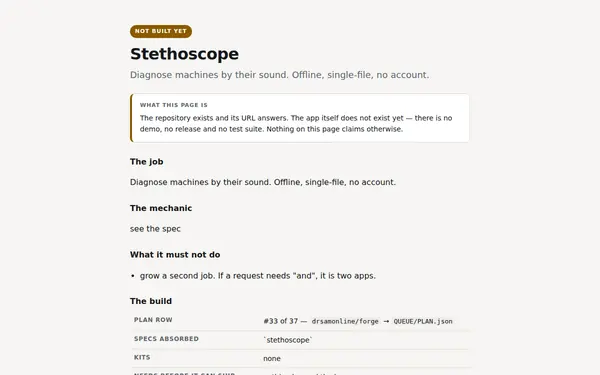 NOT BUILT YET
Stethoscope
Diagnose machines by their sound. Offline, single-file, no account.
WHAT THIS PAGE IS
The repository exists and its URL answers. The app itself does not exist yet — there is no
demo, no release and no test suite. Nothing on this page claims otherwise.
The job
Diagnose machines by their sound. Offline, single-file, no account.
The mechanic
see the spec
What it must not do
• grow a second job. If a request needs "and", it is two apps.
The build
PLAN ROW #33 of 37 — drsamonline/forge → QUEUE/PLAN.json
SPECS ABSORBED `stethoscope`
KITS none